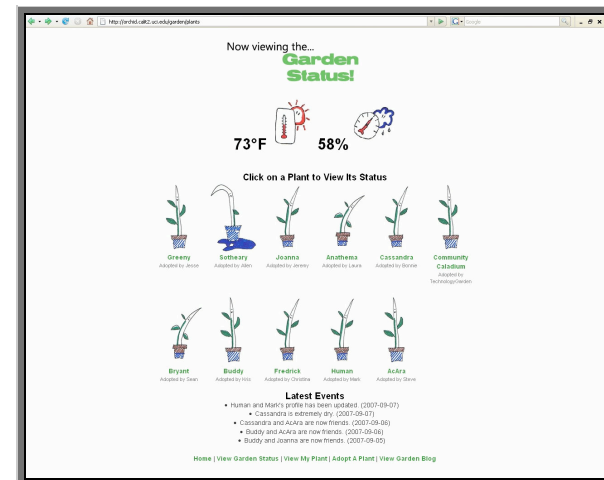 http://orchid.calit2.uci.edu/garden/plants
Google
Now viewing the...
Garden
Status!
73°F 58%
Click on a Plant to View Its Status
Greeny Sotheary Joanna Anathema Cassandra Community
Caladium
Adopted by Jesse Adopted by Allen Adopted by Jeremy Adopted by Laura Adopted by Bonnie Adopted by
TechnologyGarden
Bryant Buddy Fredrick Human AcAra
Adopted by Sean Adopted by Christina Adopted by Mark Adopted by Steve
Latest Events
• Human and Mark's profile has been updated. (2007-09-07)
• Cassandra is extremely dry. (2007-09-07)
• Cassandra and AcAra are now friends. (2007-09-06)
• Buddy and AcAra are now friends. (2007-09-06)
• Buddy and Joanna are now friends. (2007-09-05)
Home | View Garden Status | View My Plant | Adopt A Plant | View Garden Blog